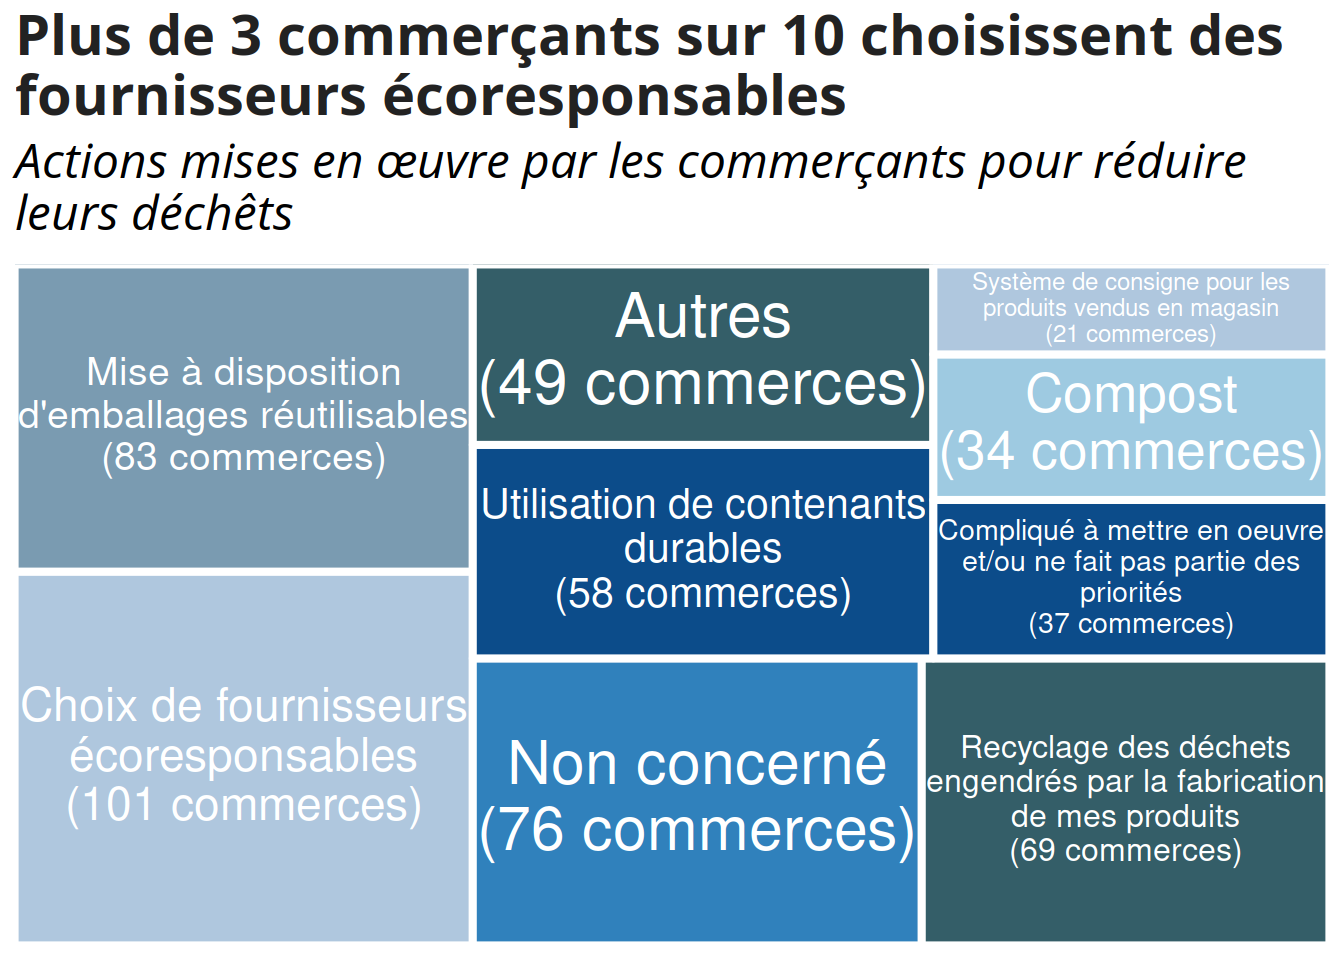 Plus de 3 commerçants sur 10 choisissent des
fournisseurs écoresponsables
Actions mises en œuvre par les commerçants pour réduire
leurs déchêts
Mise à disposition
d'emballages réutilisables
(83 commerces)
Choix de fournisseurs
écoresponsables
(101 commerces)
Autres
(49 commerces)
Utilisation de contenants
durables
(58 commerces)
Non concerné
(76 commerces)
Système de consigne pour les
produits vendus en magasin
(21 commerces)
Compost
(34 commerces)
Compliqué à mettre en oeuvre
et/ou ne fait pas partie des
priorités
(37 commerces)
Recyclage des déchets
engendrés par la fabrication
de mes produits
(69 commerces)